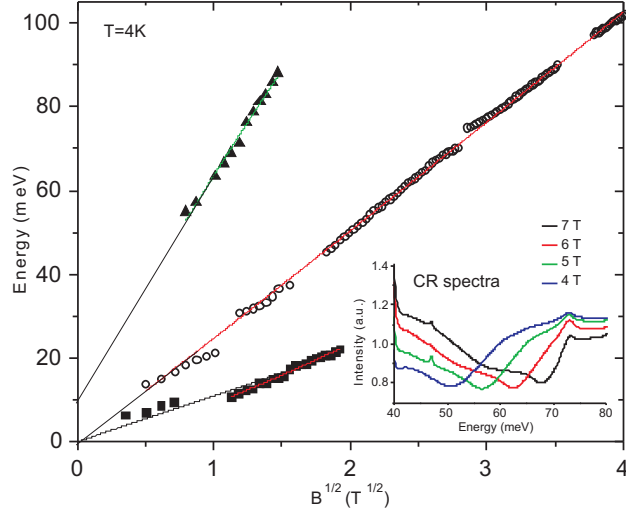 T=4K
100
80
60
40
20
0
Energy (meV)
0
1
2
3
4
B^1/2 (T^1/2)
CR spectra
7 T
6 T
5 T
4 T
1.4
1.2
1.0
0.8
Intensity (a.u.)
40
50
60
70
80
Energy (meV)